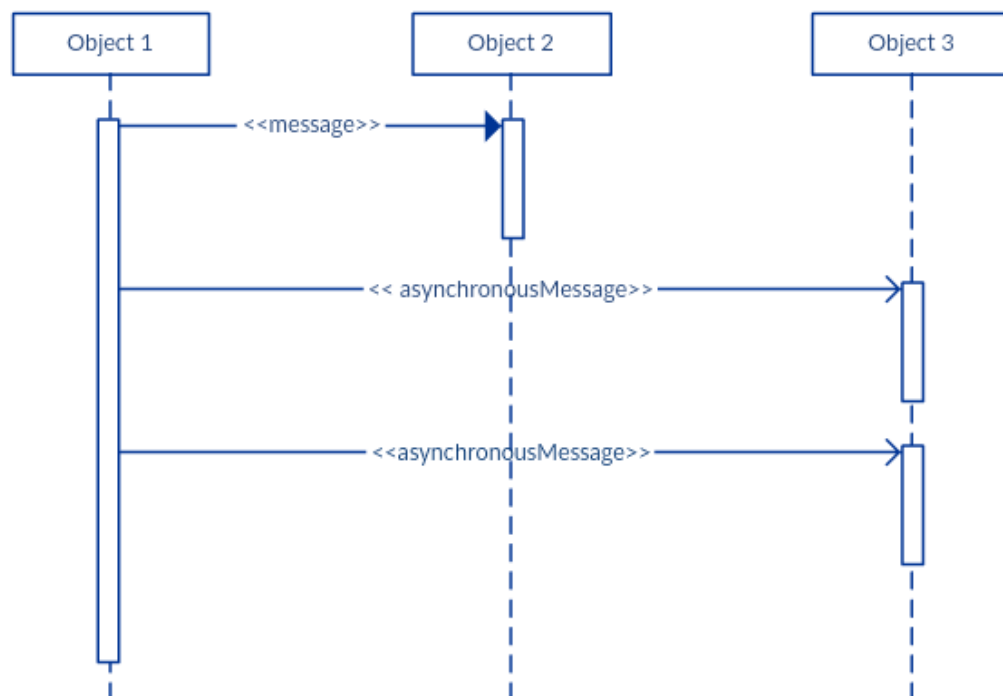 Object 1
Object 2
Object 3
<<message>>
<< asynchronousMessage>>
<<asynchronousMessage>>